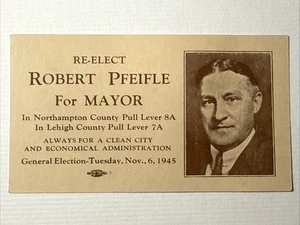 RE-ELECT
ROBERT PFEIFLE
For MAYOR
In Northampton County Pull Lever 8A
In Lehigh County Pull Lever 7A
ALWAYS FOR A CLEAN CITY
AND ECONOMICAL ADMINISTRATION
General Election-Tuesday, Nov., 6, 1945